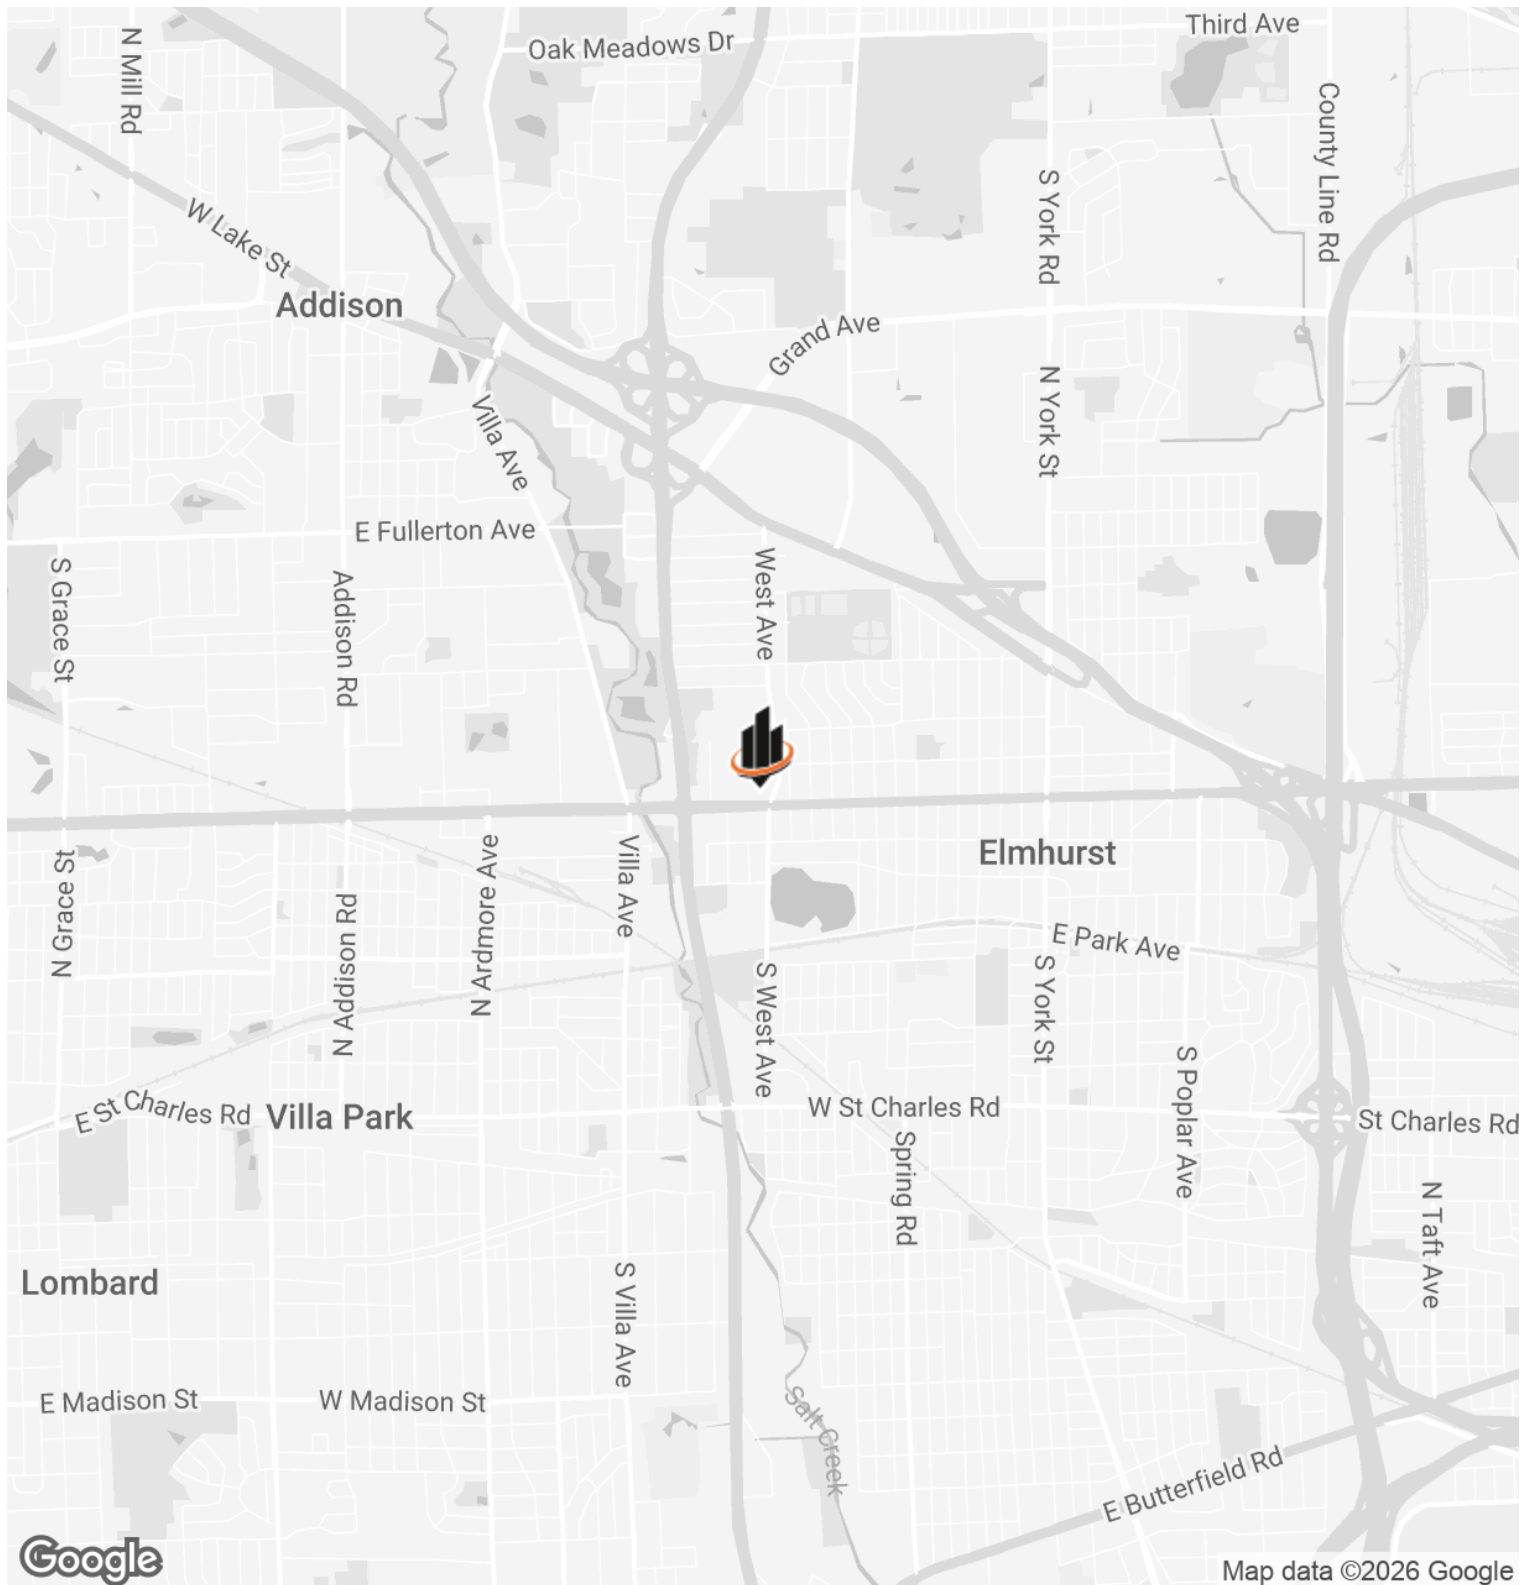 Oak Meadows Dr
Third Ave
N Mill Rd
County Line Rd
S York Rd
W Lake St
Addison
Grand Ave
N York St
Villa Ave
E Fullerton Ave
West Ave
S Grace St
Addison Rd
Elmhurst
N Grace St
N Addison Rd
N Ardmore Ave
Villa Ave
E Park Ave
S West Ave
S York St
S Poplar Ave
E St Charles Rd
Villa Park
W St Charles Rd
St Charles Rd
Spring Rd
N Taft Ave
Lombard
S Villa Ave
E Madison St
W Madison St
Salt Creek
E Butterfield Rd
Google
Map data ©2026 Google